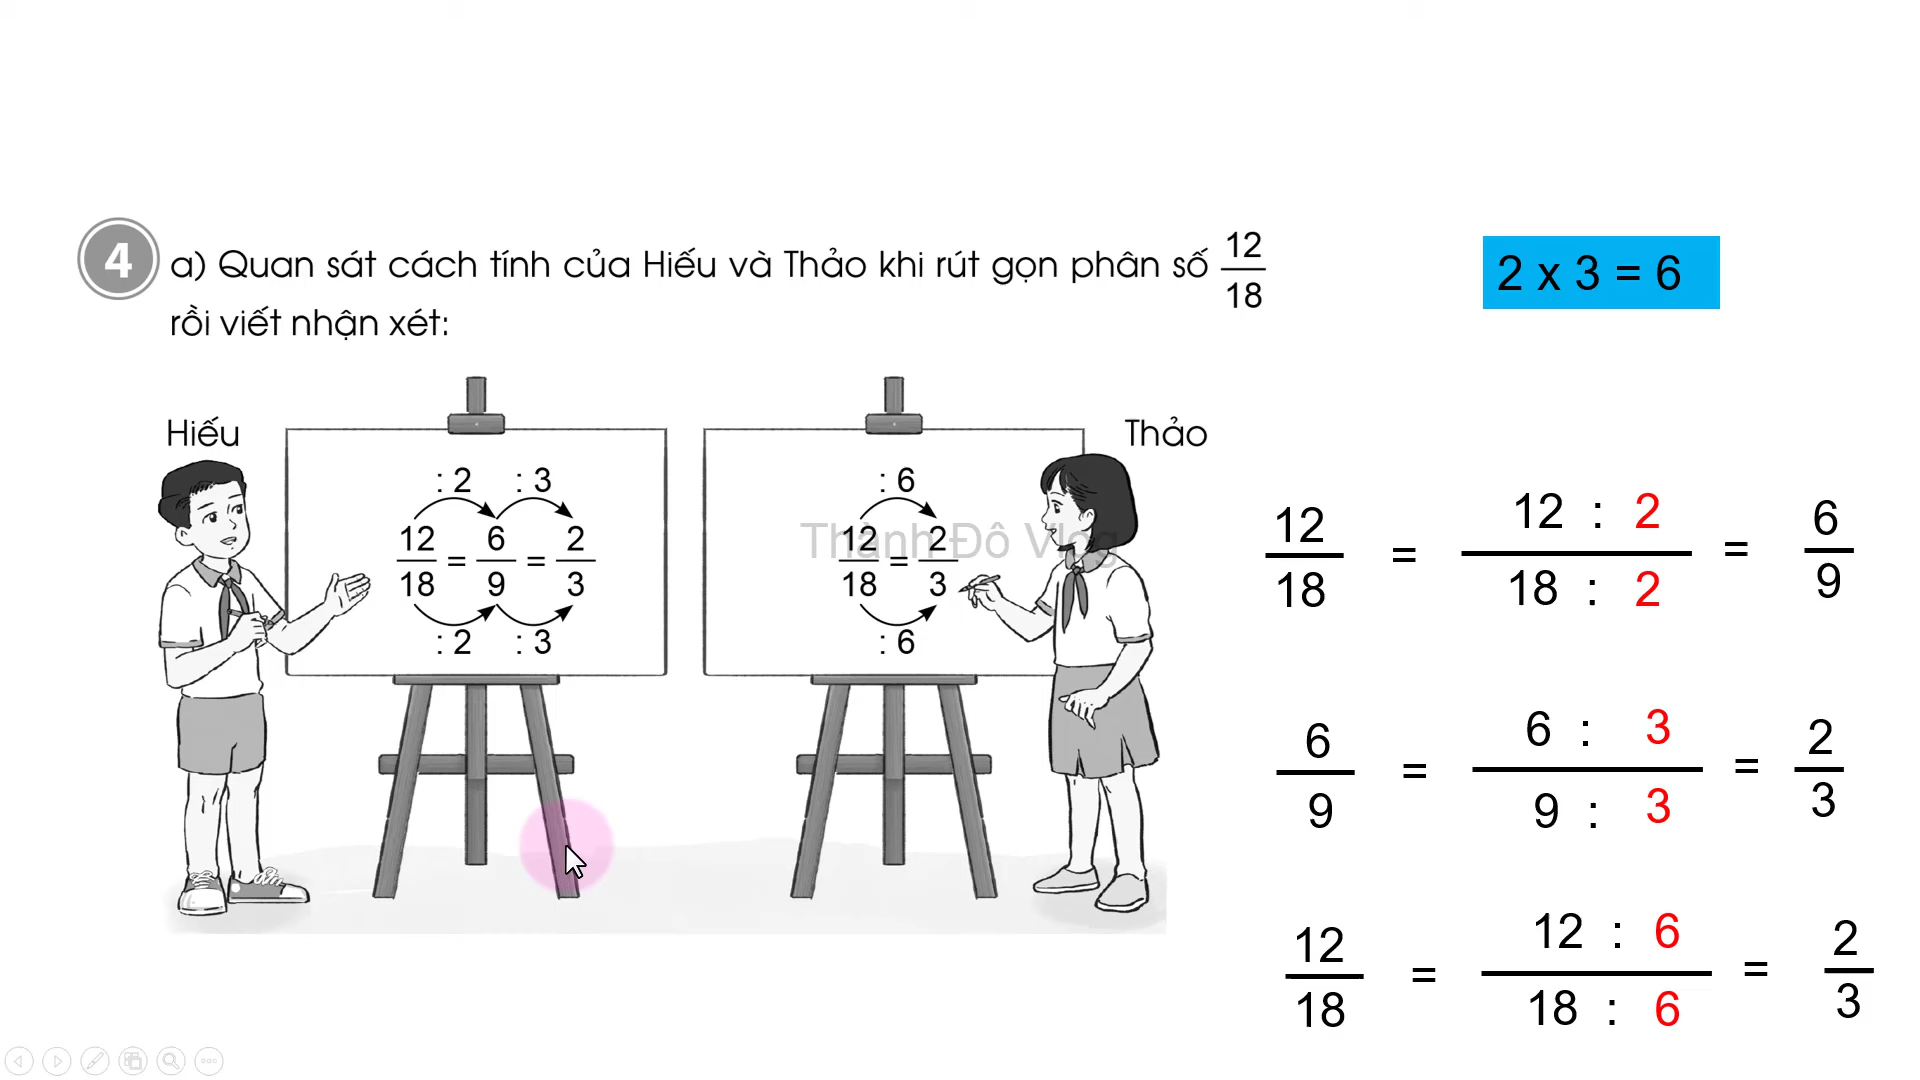 4 a) Quan sát cách tính của Hiếu và Thảo khi rút gọn phân số 12/18
rồi viết nhận xét:
2 x 3 = 6
Hiếu
: 2 : 3
12/18 = 6/9 = 2/3
: 2 : 3
Thảo
: 6
12/18 = 2/3
: 6
Thành Đô Vlog
12/18 = 12 : 2/18 : 2 = 6/9
6/9 = 6 : 3/9 : 3 = 2/3
12/18 = 12 : 6/18 : 6 = 2/3